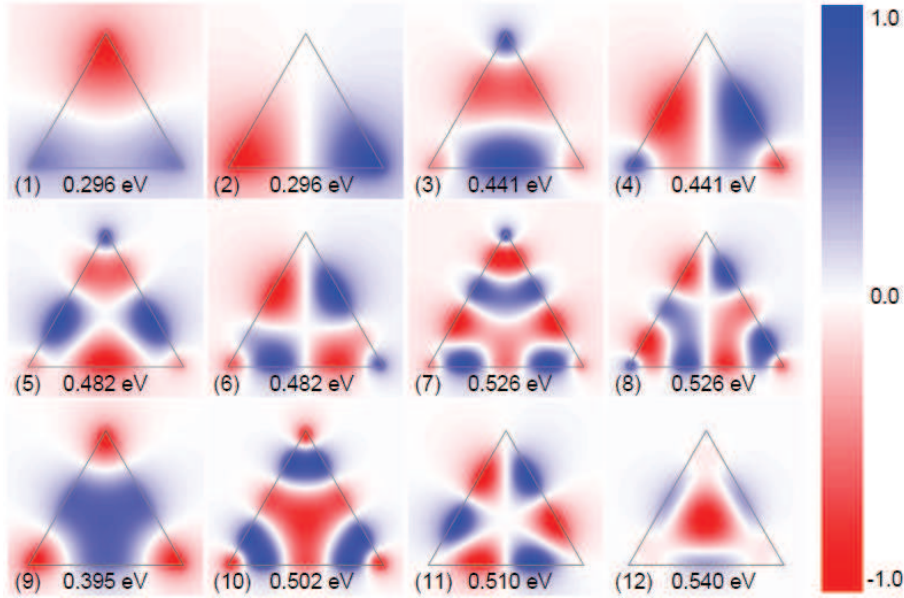 1.0
(1) 0.296 eV
(2) 0.296 eV
(3) 0.441 eV
(4) 0.441 eV
(5) 0.482 eV
(6) 0.482 eV
(7) 0.526 eV
(8) 0.526 eV
0.0
(9) 0.395 eV
(10) 0.502 eV
(11) 0.510 eV
(12) 0.540 eV
-1.0